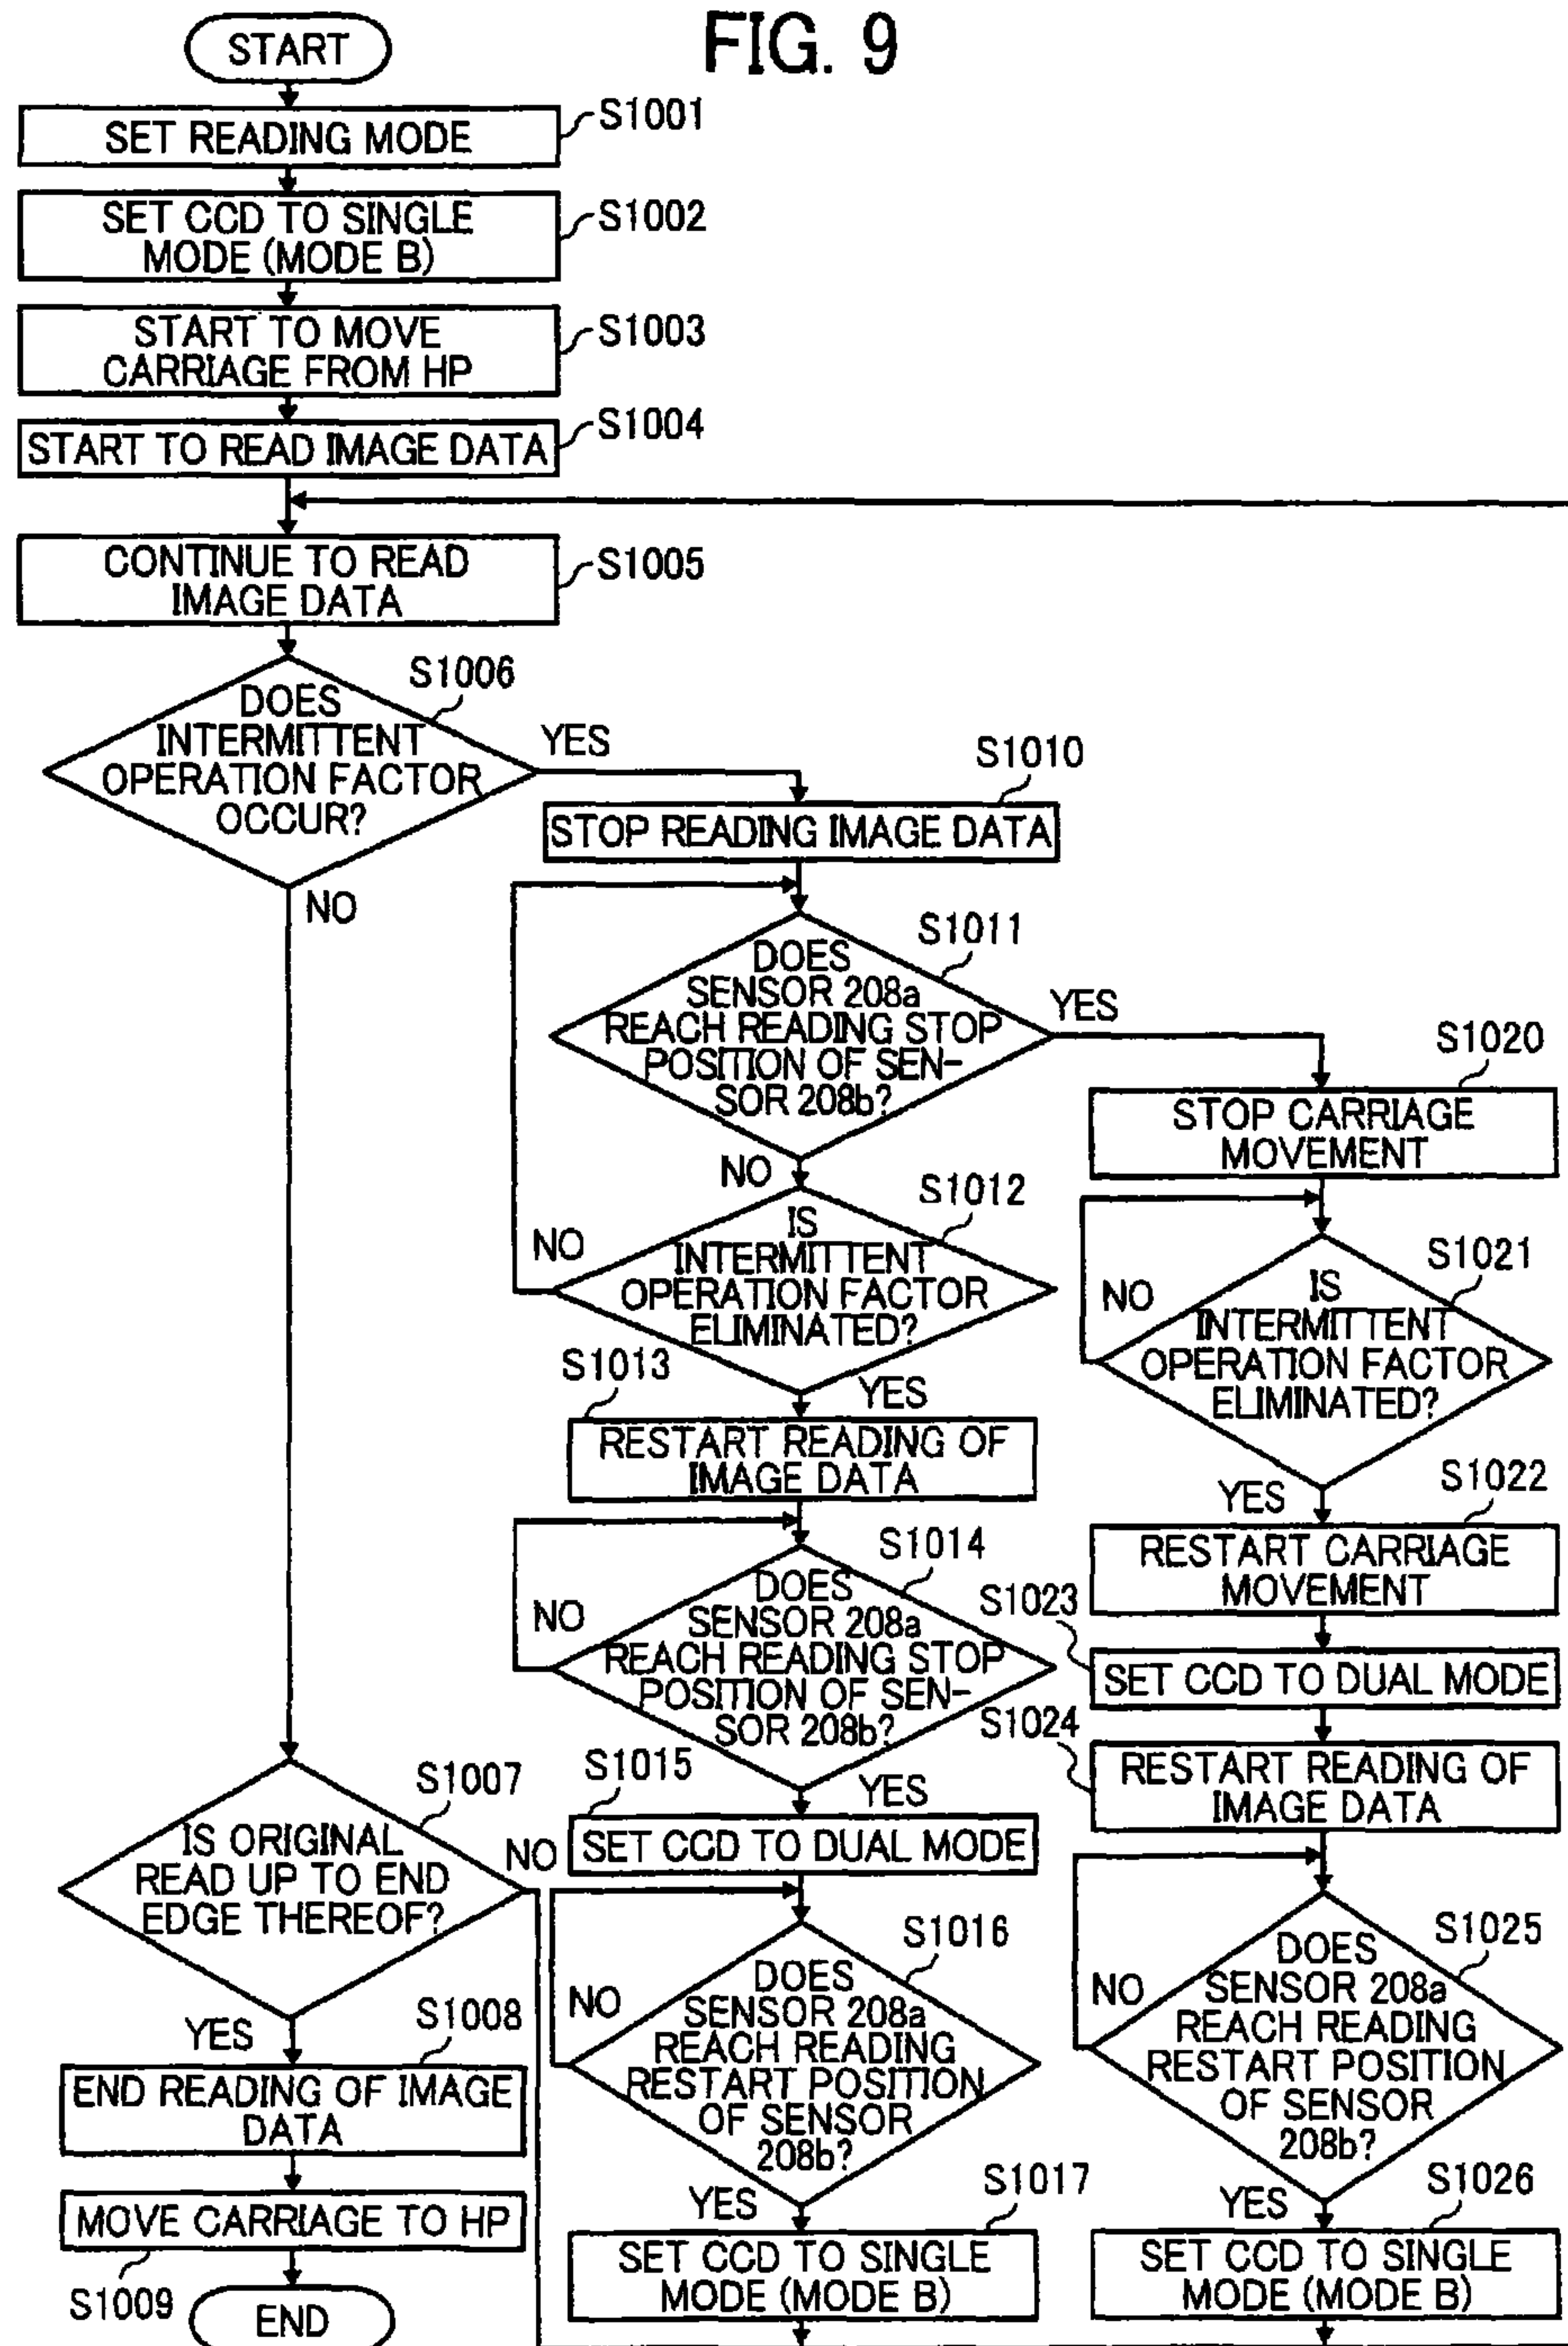 FIG. 9
START
SET READING MODE
S1001
SET CCD TO SINGLE
MODE (MODE B)
S1002
START TO MOVE
CARRIAGE FROM HP
S1003
START TO READ IMAGE DATA
S1004
CONTINUE TO READ
IMAGE DATA
S1005
S1006
DOES
INTERMITTENT
OPERATION FACTOR
OCCUR?
YES
NO
S1007
IS ORIGINAL
READ UP TO END
EDGE THEREOF?
NO
YES
S1008
END READING OF IMAGE
DATA
MOVE CARRIAGE TO HP
S1009
END
S1010
STOP READING IMAGE DATA
S1011
DOES
SENSOR 208a
REACH READING STOP
POSITION OF SEN-
SOR 208b?
YES
NO
S1012
IS
INTERMITTENT
OPERATION FACTOR
ELIMINATED?
NO
YES
S1013
RESTART READING OF
IMAGE DATA
S1014
DOES
SENSOR 208a
REACH READING STOP
POSITION OF SEN-
SOR 208b?
NO
YES
S1015
SET CCD TO DUAL MODE
S1016
DOES
SENSOR 208a
REACH READING
RESTART POSITION
OF SENSOR
208b?
NO
YES
S1017
SET CCD TO SINGLE
MODE (MODE B)
S1020
STOP CARRIAGE
MOVEMENT
S1021
IS
INTERMITTENT
OPERATION FACTOR
ELIMINATED?
NO
YES
S1022
RESTART CARRIAGE
MOVEMENT
S1023
SET CCD TO DUAL MODE
S1024
RESTART READING OF
IMAGE DATA
S1025
DOES
SENSOR 208a
REACH READING
RESTART POSITION
OF SENSOR
208b?
NO
YES
S1026
SET CCD TO SINGLE
MODE (MODE B)